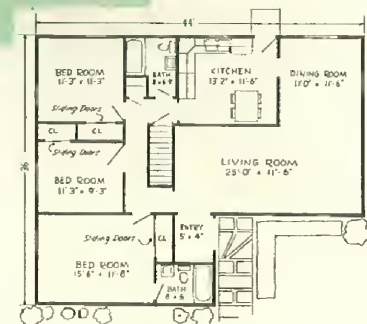 44'
BED ROOM
11'-3" x 11'-3"
BATH
KITCHEN
13'2" x 11'-6"
DINING ROOM
11'0" x 11'-6"
Sliding Doors
CL
CL
Sliding Doors
36
BED ROOM
11'-3" x 9'-3"
LIVING ROOM
25'-0" x 11'-6"
Sliding Doors
CL
ENTRY
5' x 4'
BED ROOM
15'6" x 11'-8"
BATH
8 x 6